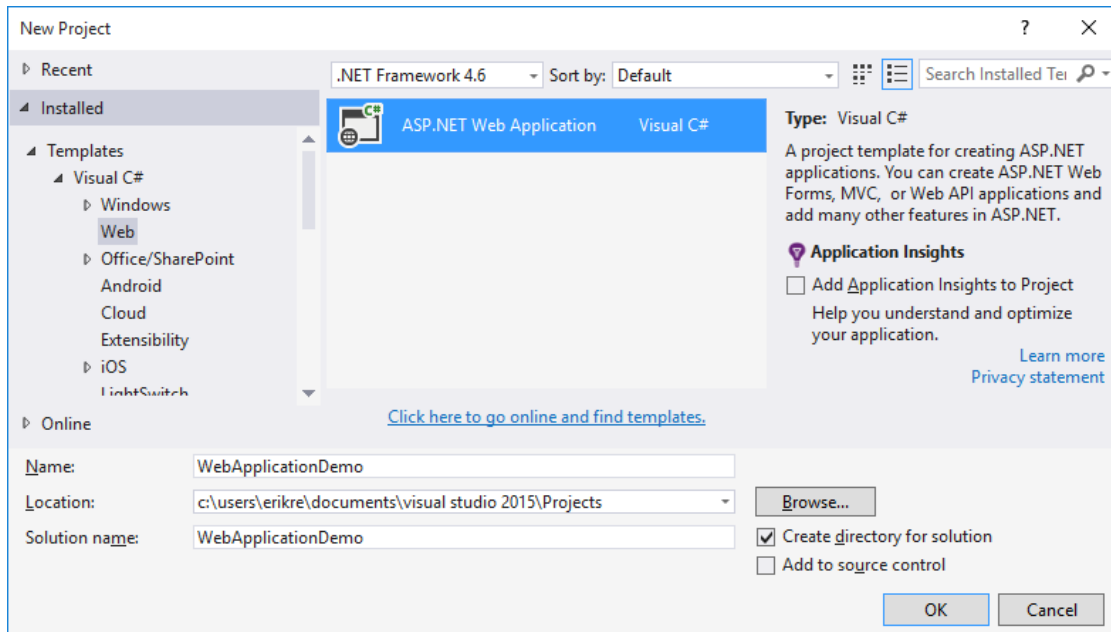 New Project
?
Recent
.NET Framework 4.6
Sort by: Default
Search Installed Te
Installed
Templates
Visual C#
Windows
Web
Office/SharePoint
Android
Cloud
Extensibility
iOS
LightSwitch
Online
C#
ASP.NET Web Application Visual C#
Click here to go online and find templates.
Type: Visual C#
A project template for creating ASP.NET
applications. You can create ASP.NET Web
Forms, MVC, or Web API applications and
add many other features in ASP.NET.
Application Insights
Add Application Insights to Project
Help you understand and optimize
your application.
Learn more
Privacy statement
Name: WebApplicationDemo
Location: c:\users\erikre\documents\visual studio 2015\Projects
Browse...
Solution name: WebApplicationDemo
Create directory for solution
Add to source control
OK Cancel